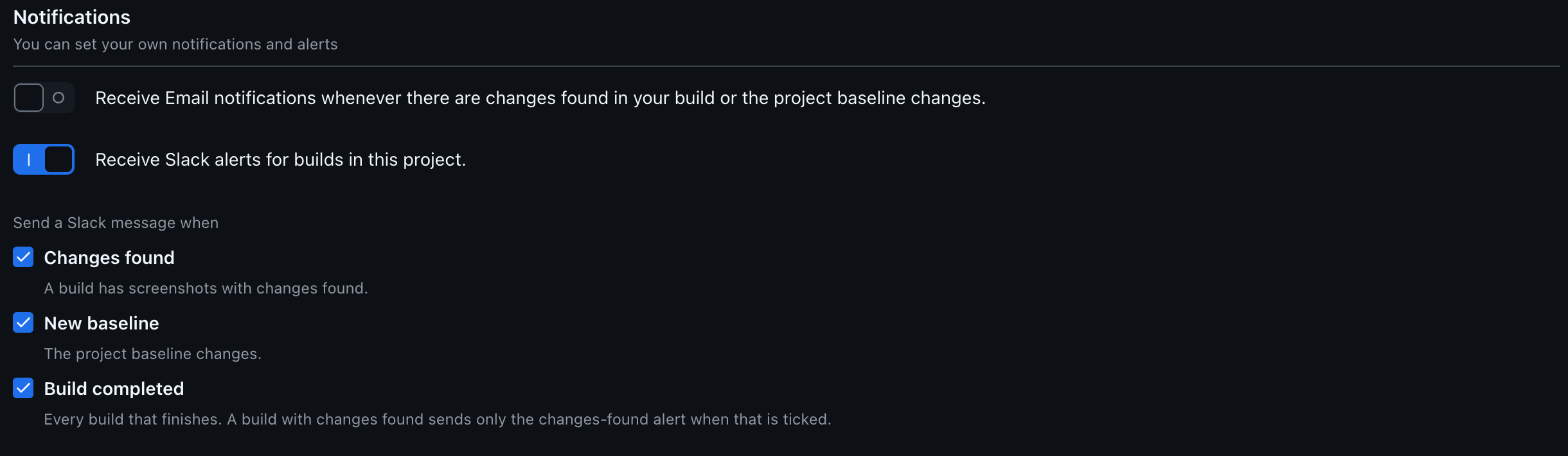 Notifications
You can set your own notifications and alerts
Receive Email notifications whenever there are changes found in your build or the project baseline changes.
Receive Slack alerts for builds in this project.
Send a Slack message when
Changes found
A build has screenshots with changes found.
New baseline
The project baseline changes.
Build completed
Every build that finishes. A build with changes found sends only the changes-found alert when that is ticked.